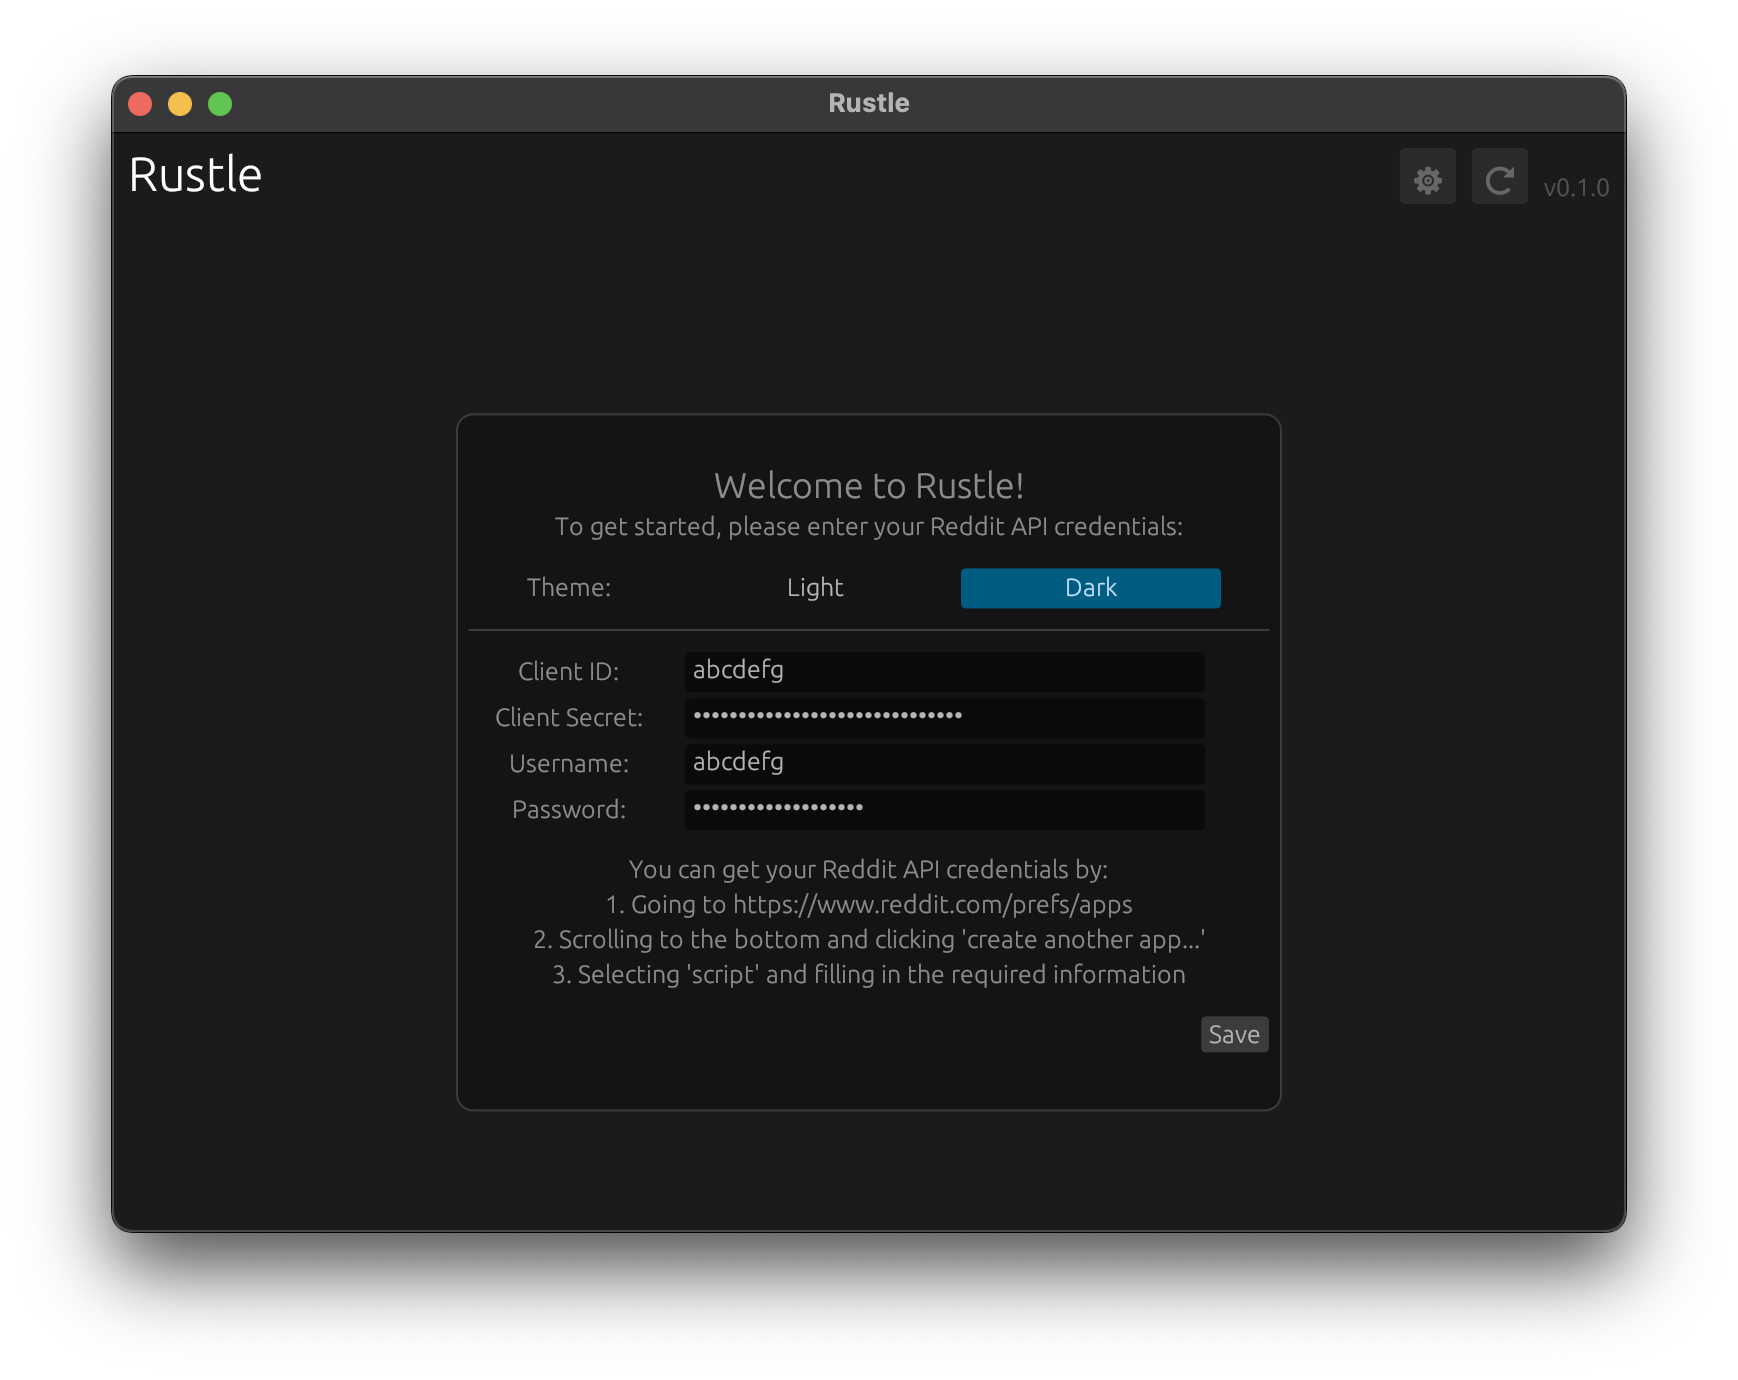 Rustle
Rustle
v0.1.0
Welcome to Rustle!
To get started, please enter your Reddit API credentials:
Theme: Light Dark
Client ID: abcdefg
Client Secret: ••••••••••••••••••••••••••••••
Username: abcdefg
Password: •••••••••••••••••••
You can get your Reddit API credentials by:
1. Going to https://www.reddit.com/prefs/apps
2. Scrolling to the bottom and clicking 'create another app...'
3. Selecting 'script' and filling in the required information
Save